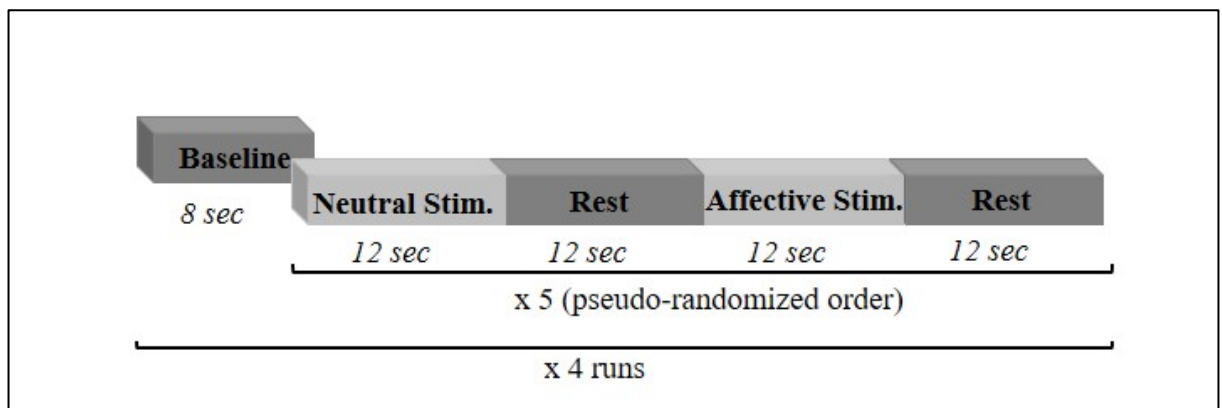 Baseline
8 sec
Neutral Stim. Rest Affective Stim. Rest
12 sec 12 sec 12 sec 12 sec
x 5 (pseudo-randomized order)
x 4 runs